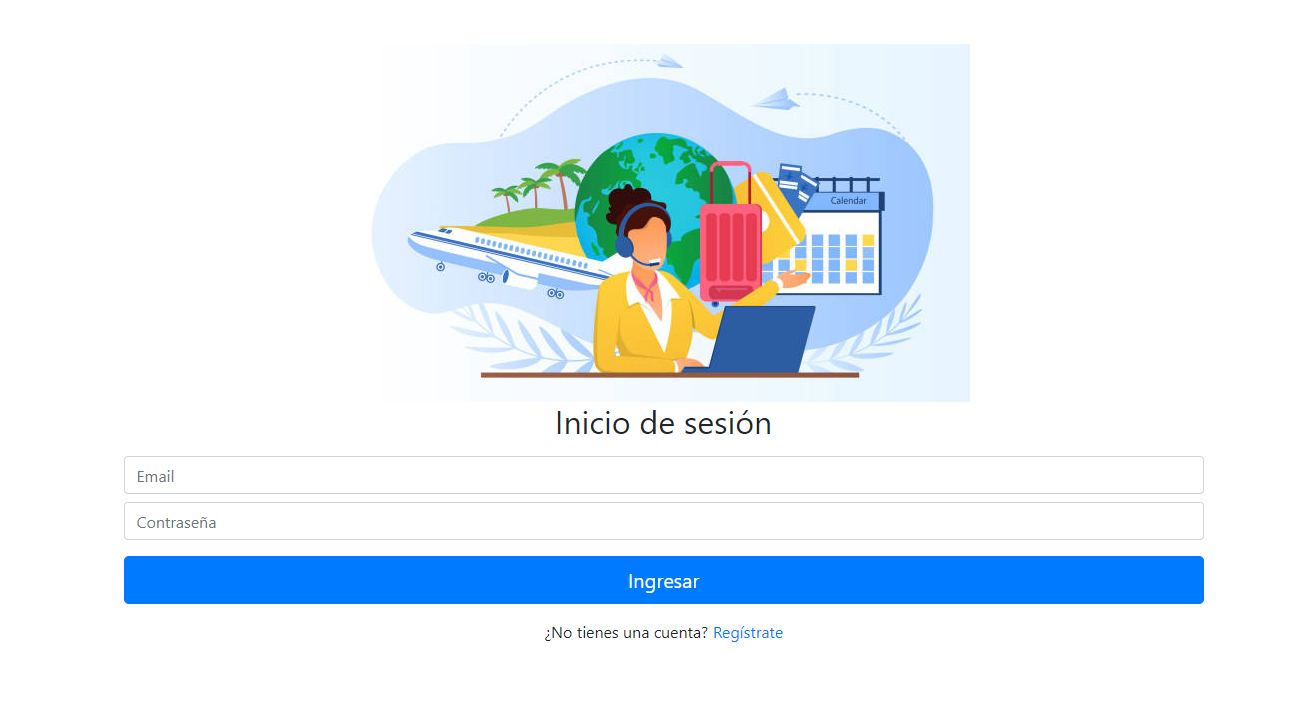 Calendar
Inicio de sesión
Email
Contraseña
Ingresar
¿No tienes una cuenta? Regístrate